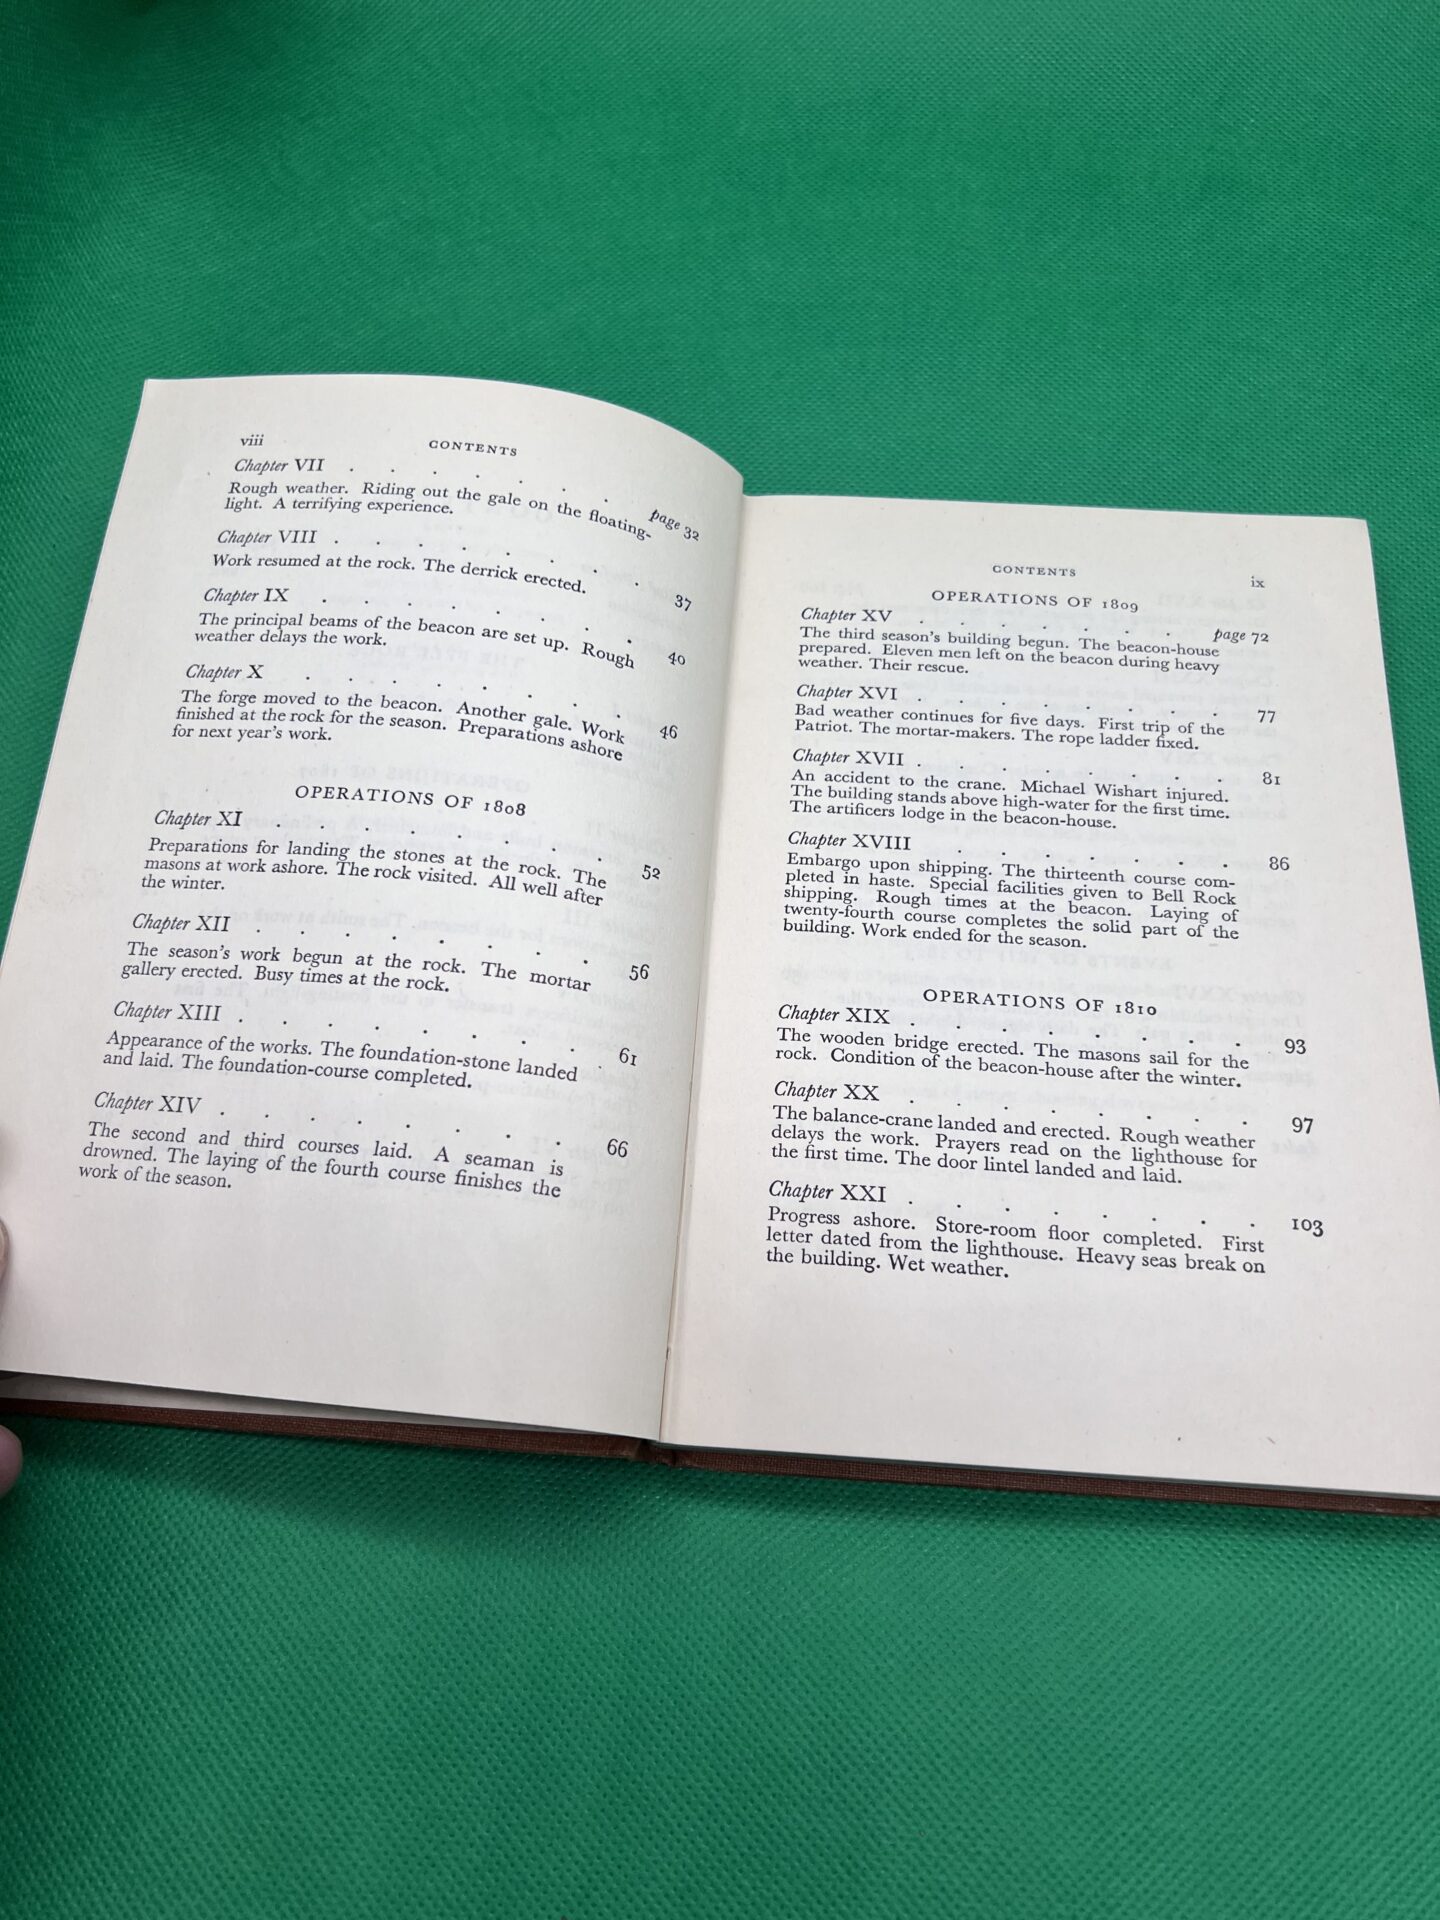 viii
CONTENTS
Chapter VII . . . . . . . page 32
Rough weather. Riding out the gale on the floating-
light. A terrifying experience.
Chapter VIII . . . . . . . . 37
Work resumed at the rock. The derrick erected.
Chapter IX . . . . . . . . 40
The principal beams of the beacon are set up. Rough
weather delays the work.
Chapter X . . . . . . . . 46
The forge moved to the beacon. Another gale. Work
finished at the rock for the season. Preparations ashore
for next year's work.
OPERATIONS OF 1808
Chapter XI . . . . . . . . 52
Preparations for landing the stones at the rock. The
masons at work ashore. The rock visited. All well after
the winter.
Chapter XII . . . . . . . . 56
The season's work begun at the rock. The mortar
gallery erected. Busy times at the rock.
Chapter XIII . . . . . . . . 61
Appearance of the works. The foundation-stone landed
and laid. The foundation-course completed.
Chapter XIV . . . . . . . . 66
The second and third courses laid. A seaman is
drowned. The laying of the fourth course finishes the
work of the season.
CONTENTS
ix
OPERATIONS OF 1809
Chapter XV . . . . . . . page 72
The third season's building begun. The beacon-house
prepared. Eleven men left on the beacon during heavy
weather. Their rescue.
Chapter XVI . . . . . . . . 77
Bad weather continues for five days. First trip of the
Patriot. The mortar-makers. The rope ladder fixed.
Chapter XVII . . . . . . . . 81
An accident to the crane. Michael Wishart injured.
The building stands above high-water for the first time.
The artificers lodge in the beacon-house.
Chapter XVIII . . . . . . . 86
Embargo upon shipping. The thirteenth course com-
pleted in haste. Special facilities given to Bell Rock
shipping. Rough times at the beacon. Laying of
twenty-fourth course completes the solid part of the
building. Work ended for the season.
OPERATIONS OF 1810
Chapter XIX . . . . . . . . 93
The wooden bridge erected. The masons sail for the
rock. Condition of the beacon-house after the winter.
Chapter XX . . . . . . . . 97
The balance-crane landed and erected. Rough weather
delays the work. Prayers read on the lighthouse for
the first time. The door lintel landed and laid.
Chapter XXI . . . . . . . . 103
Progress ashore. Store-room floor completed. First
letter dated from the lighthouse. Heavy seas break on
the building. Wet weather.